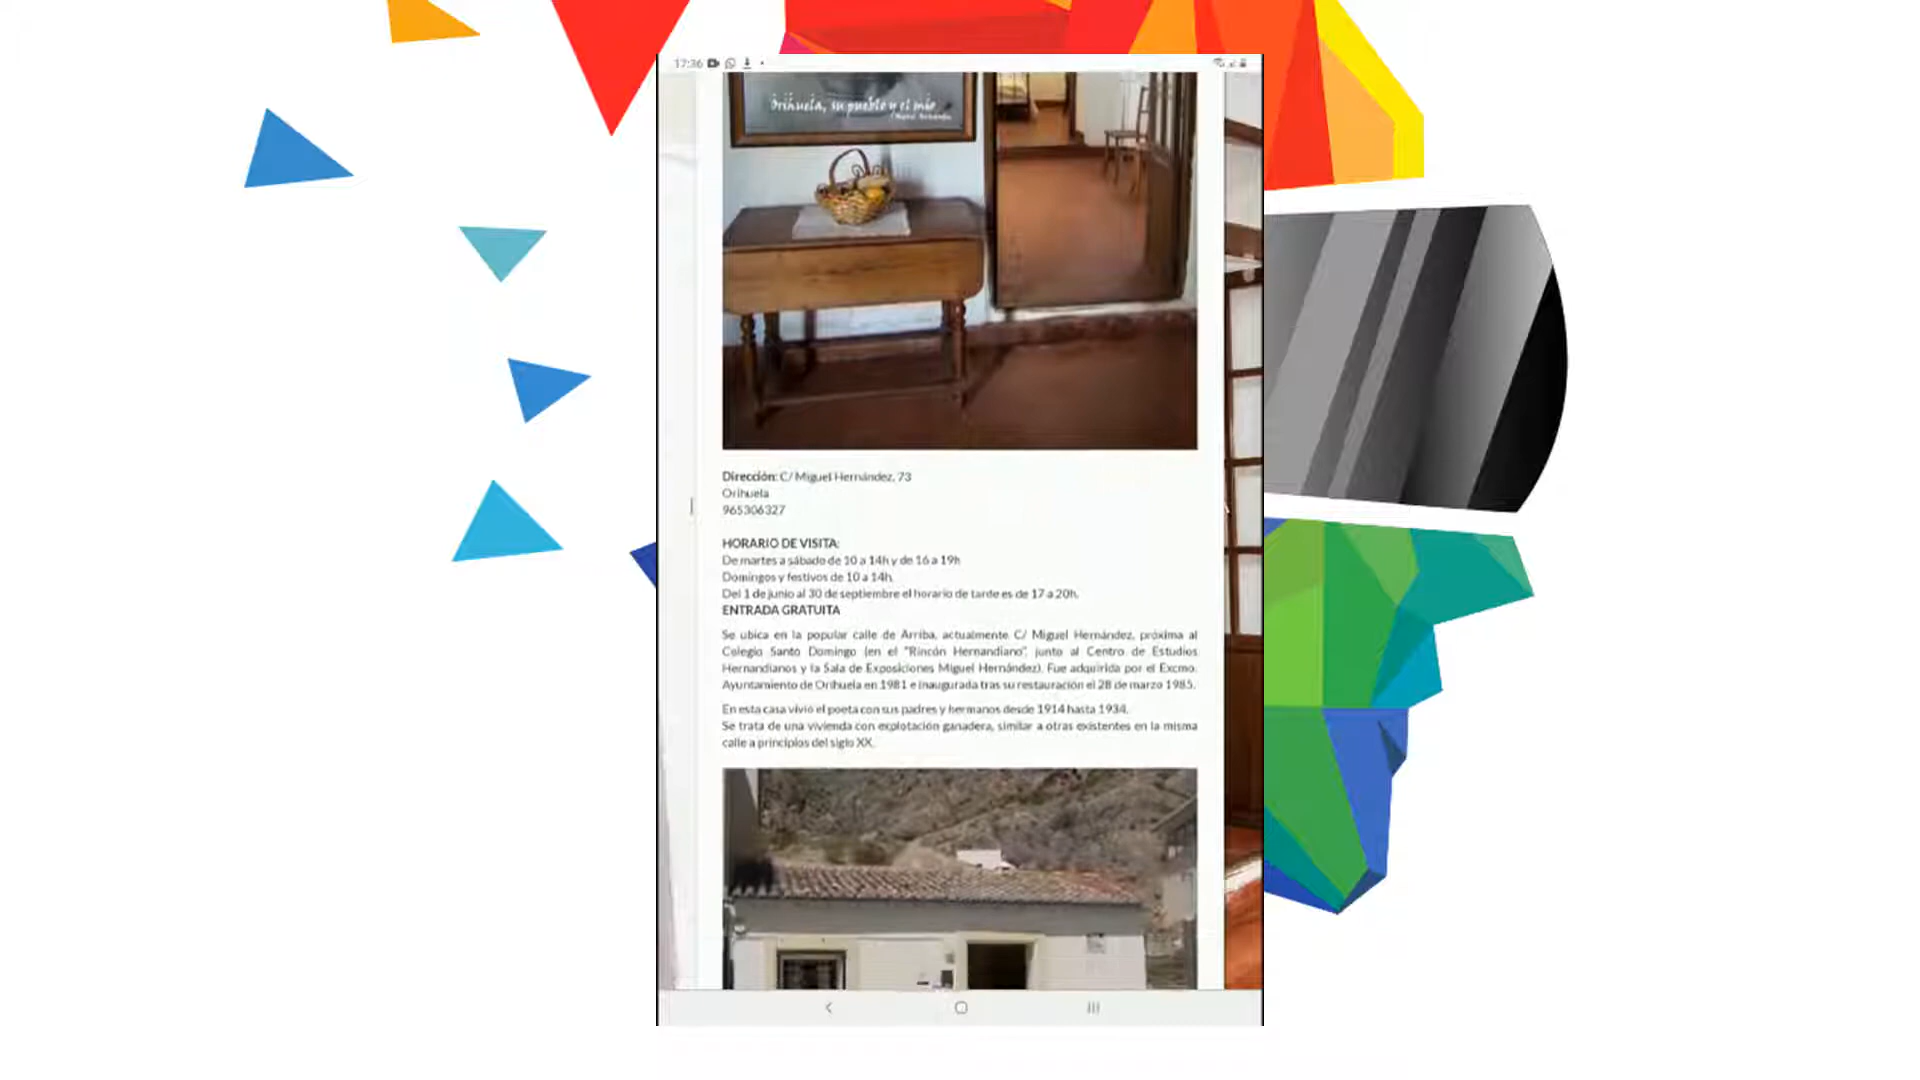 17:36
Orihuela, su pueblo y el mío
Miguel Hernández
Dirección: C/ Miguel Hernández, 73
Orihuela
965306327
HORARIO DE VISITA:
De martes a sábado de 10 a 14h y de 16 a 19h
Domingos y festivos de 10 a 14h
Del 1 de junio al 30 de septiembre el horario de tarde es de 17 a 20h.
ENTRADA GRATUITA
Se ubica en la popular calle de Arriba, actualmente C/ Miguel Hernández, próxima al
Colegio Santo Domingo (en el "Rincón Hernandiano", junto al Centro de Estudios
Hernandianos y la Sala de Exposiciones Miguel Hernández). Fue adquirida por el Excmo.
Ayuntamiento de Orihuela en 1981 e inaugurada tras su restauración el 28 de marzo 1985.
En esta casa vivió el poeta con sus padres y hermanos desde 1914 hasta 1934.
Se trata de una vivienda con explotación ganadera, similar a otras existentes en la misma
calle a principios del siglo XX.